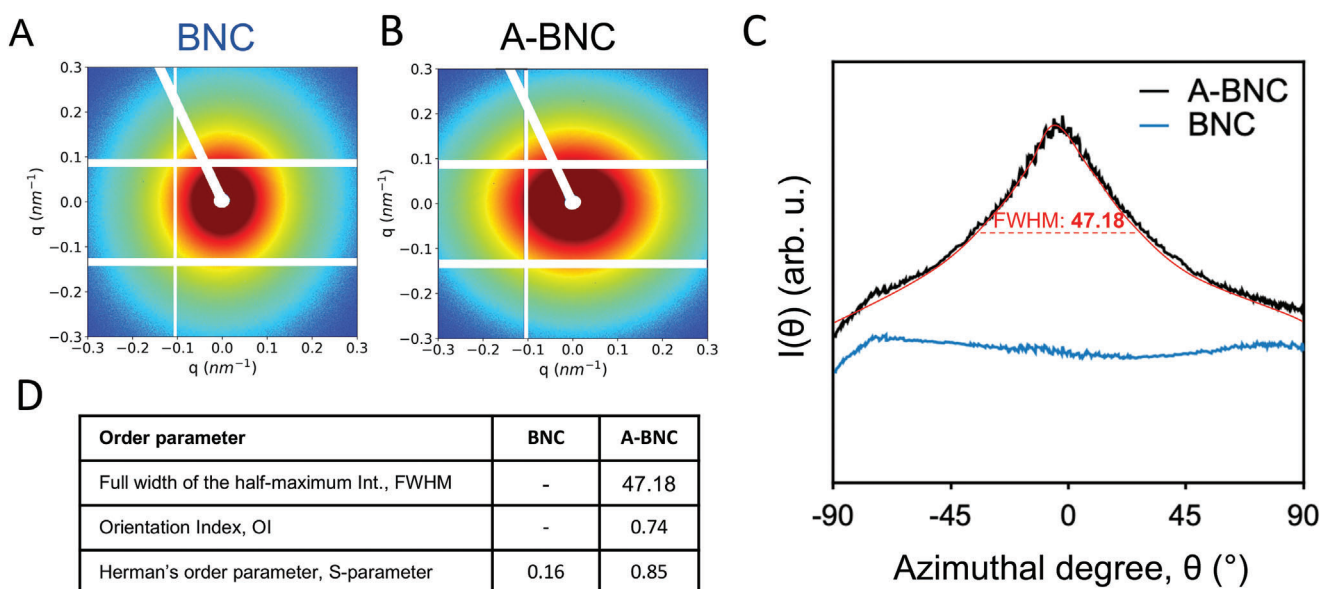 A
BNC
0.3
0.2
0.1
0.0
−0.1
−0.2
−0.3
q (nm⁻¹)
−0.3 −0.2 −0.1 0.0 0.1 0.2 0.3
q (nm⁻¹)
B
A-BNC
0.3
0.2
0.1
0.0
−0.1
−0.2
−0.3
q (nm⁻¹)
−0.3 −0.2 −0.1 0.0 0.1 0.2 0.3
q (nm⁻¹)
C
A-BNC
BNC
FWHM: 47.18
I(θ) (arb. u.)
-90 -45 0 45 90
Azimuthal degree, θ (°)
D
Order parameter BNC A-BNC
Full width of the half-maximum Int., FWHM - 47.18
Orientation Index, OI - 0.74
Herman's order parameter, S-parameter 0.16 0.85